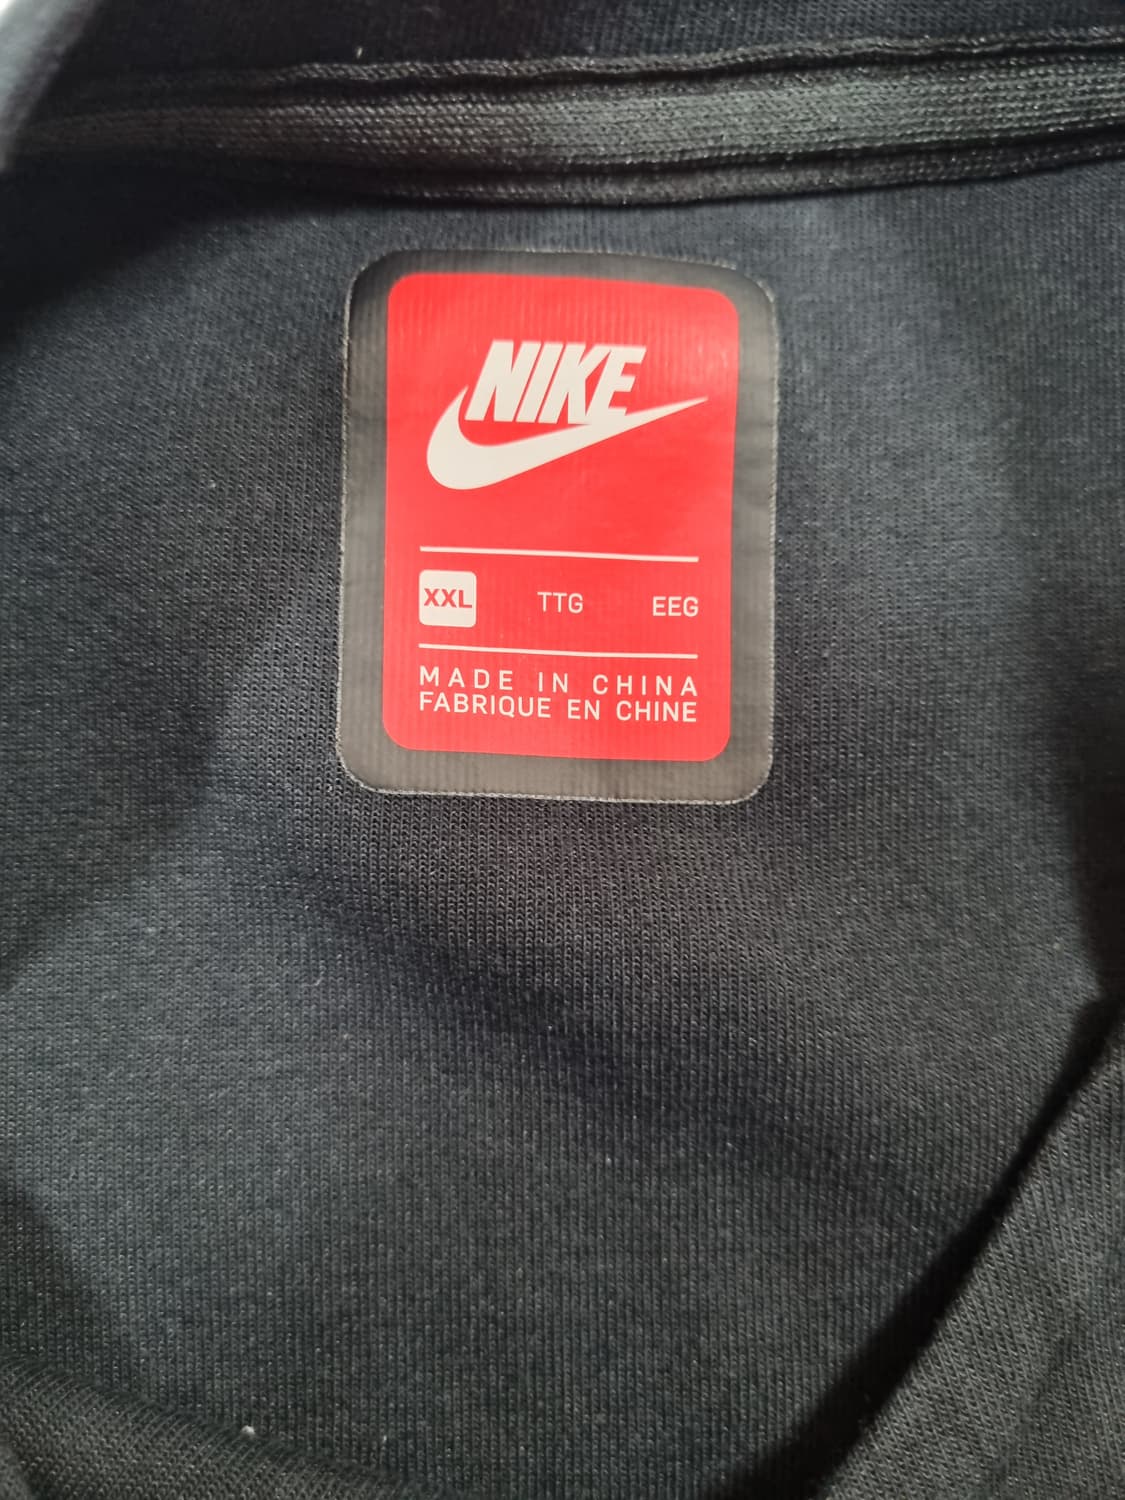 NIKE
XXL TTG EEG
MADE IN CHINA
FABRIQUE EN CHINE